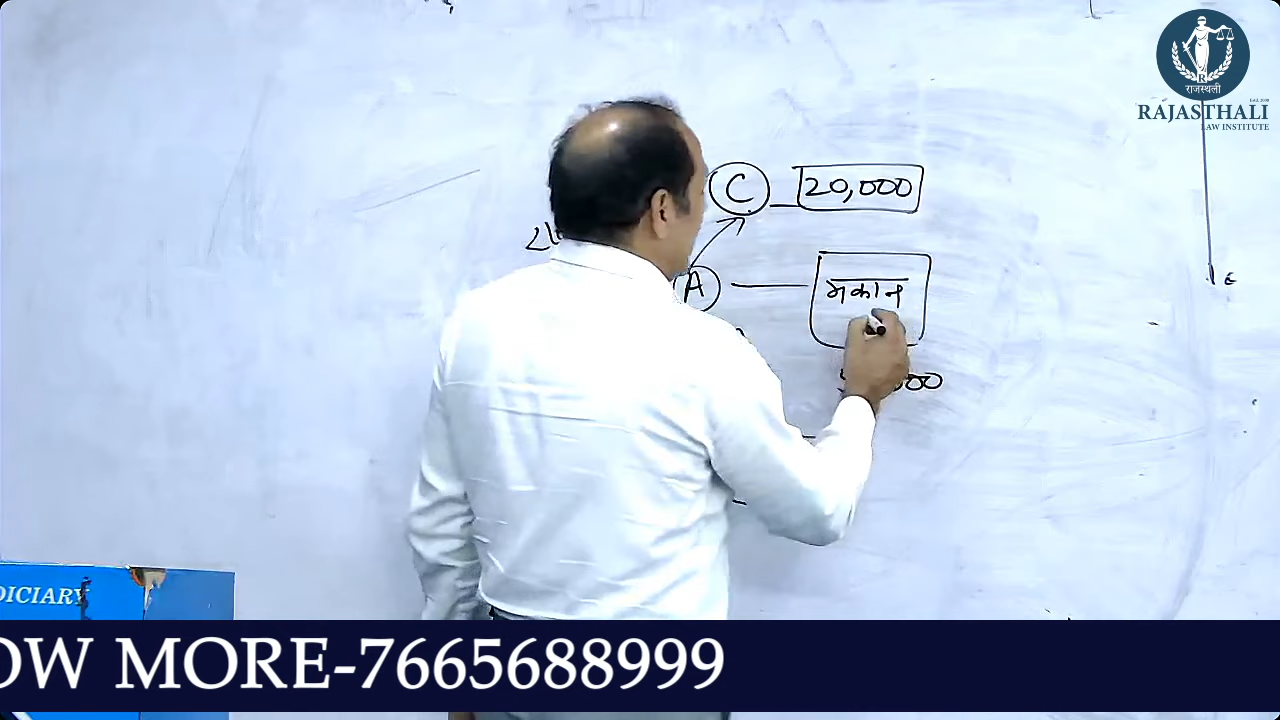 राजस्थली
RAJASTHALI
LAW INSTITUTE
C 20,000
A मकान
DICIARY
OW MORE-7665688999